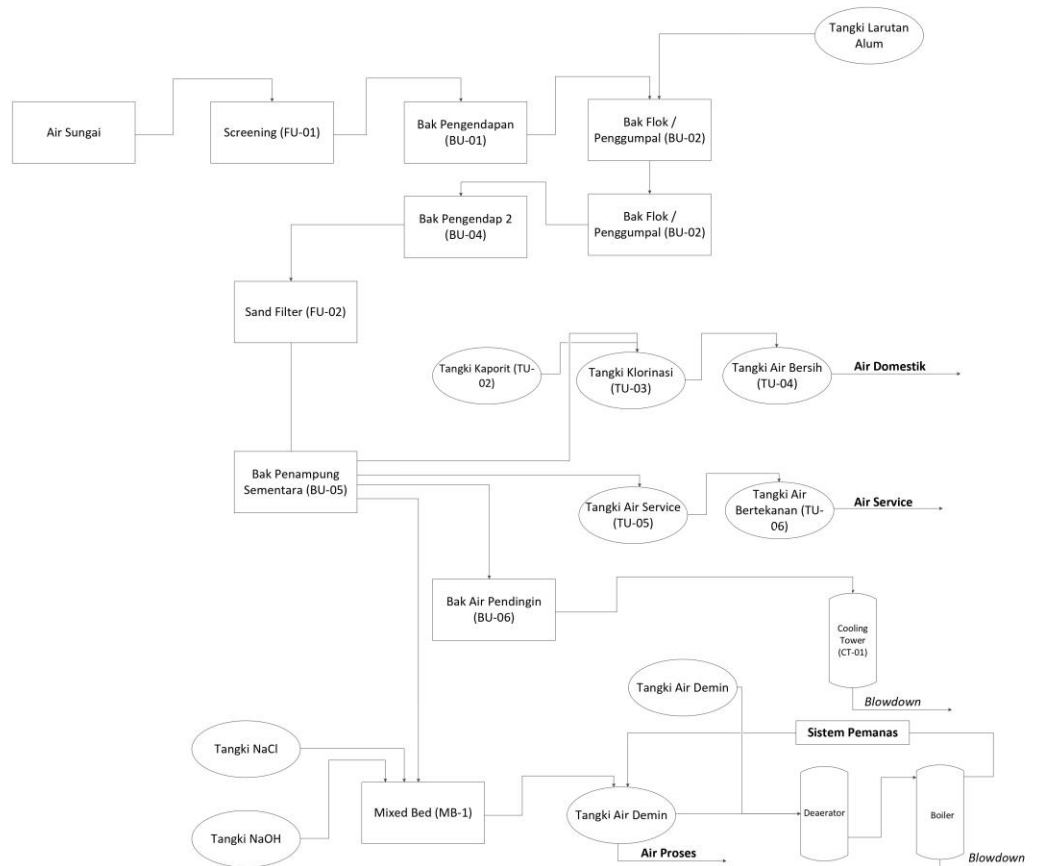 Tangki Larutan
Alum
Air Sungai
Screening (FU-01)
Bak Pengendapan
(BU-01)
Bak Flok /
Penggumpal (BU-02)
Bak Pengendap 2
(BU-04)
Bak Flok /
Penggumpal (BU-02)
Sand Filter (FU-02)
Tangki Kaporit (TU-
02)
Tangki Klorinasi
(TU-03)
Tangki Air Bersih
(TU-04)
Air Domestik
Bak Penampung
Sementara (BU-05)
Tangki Air Service
(TU-05)
Tangki Air
Bertekanan (TU-
06)
Air Service
Bak Air Pendingin
(BU-06)
Cooling
Tower
(CT-01)
Blowdown
Tangki Air Demin
Sistem Pemanas
Tangki NaCl
Tangki NaOH
Mixed Bed (MB-1)
Tangki Air Demin
Air Proses
Deaerator
Boiler
Blowdown